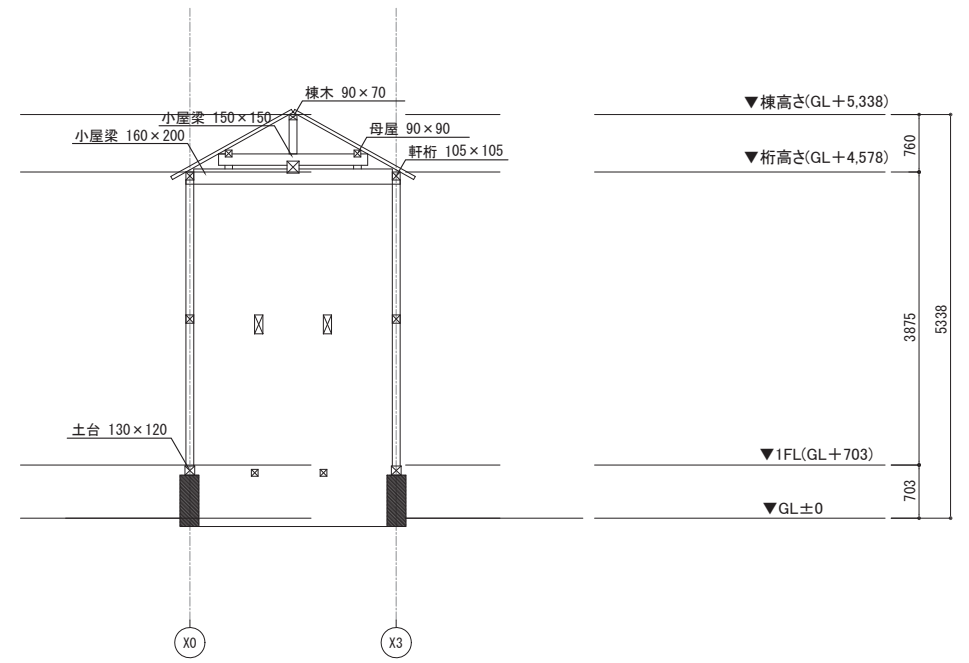 棟木 90×70
▼棟高さ(GL+5,338)
小屋梁 150×150
母屋 90×90
小屋梁 160×200
軒桁 105×105
▼桁高さ(GL+4,578)
760
3875
5338
土台 130×120
▼1FL(GL+703)
703
▼GL±0
X0
X3